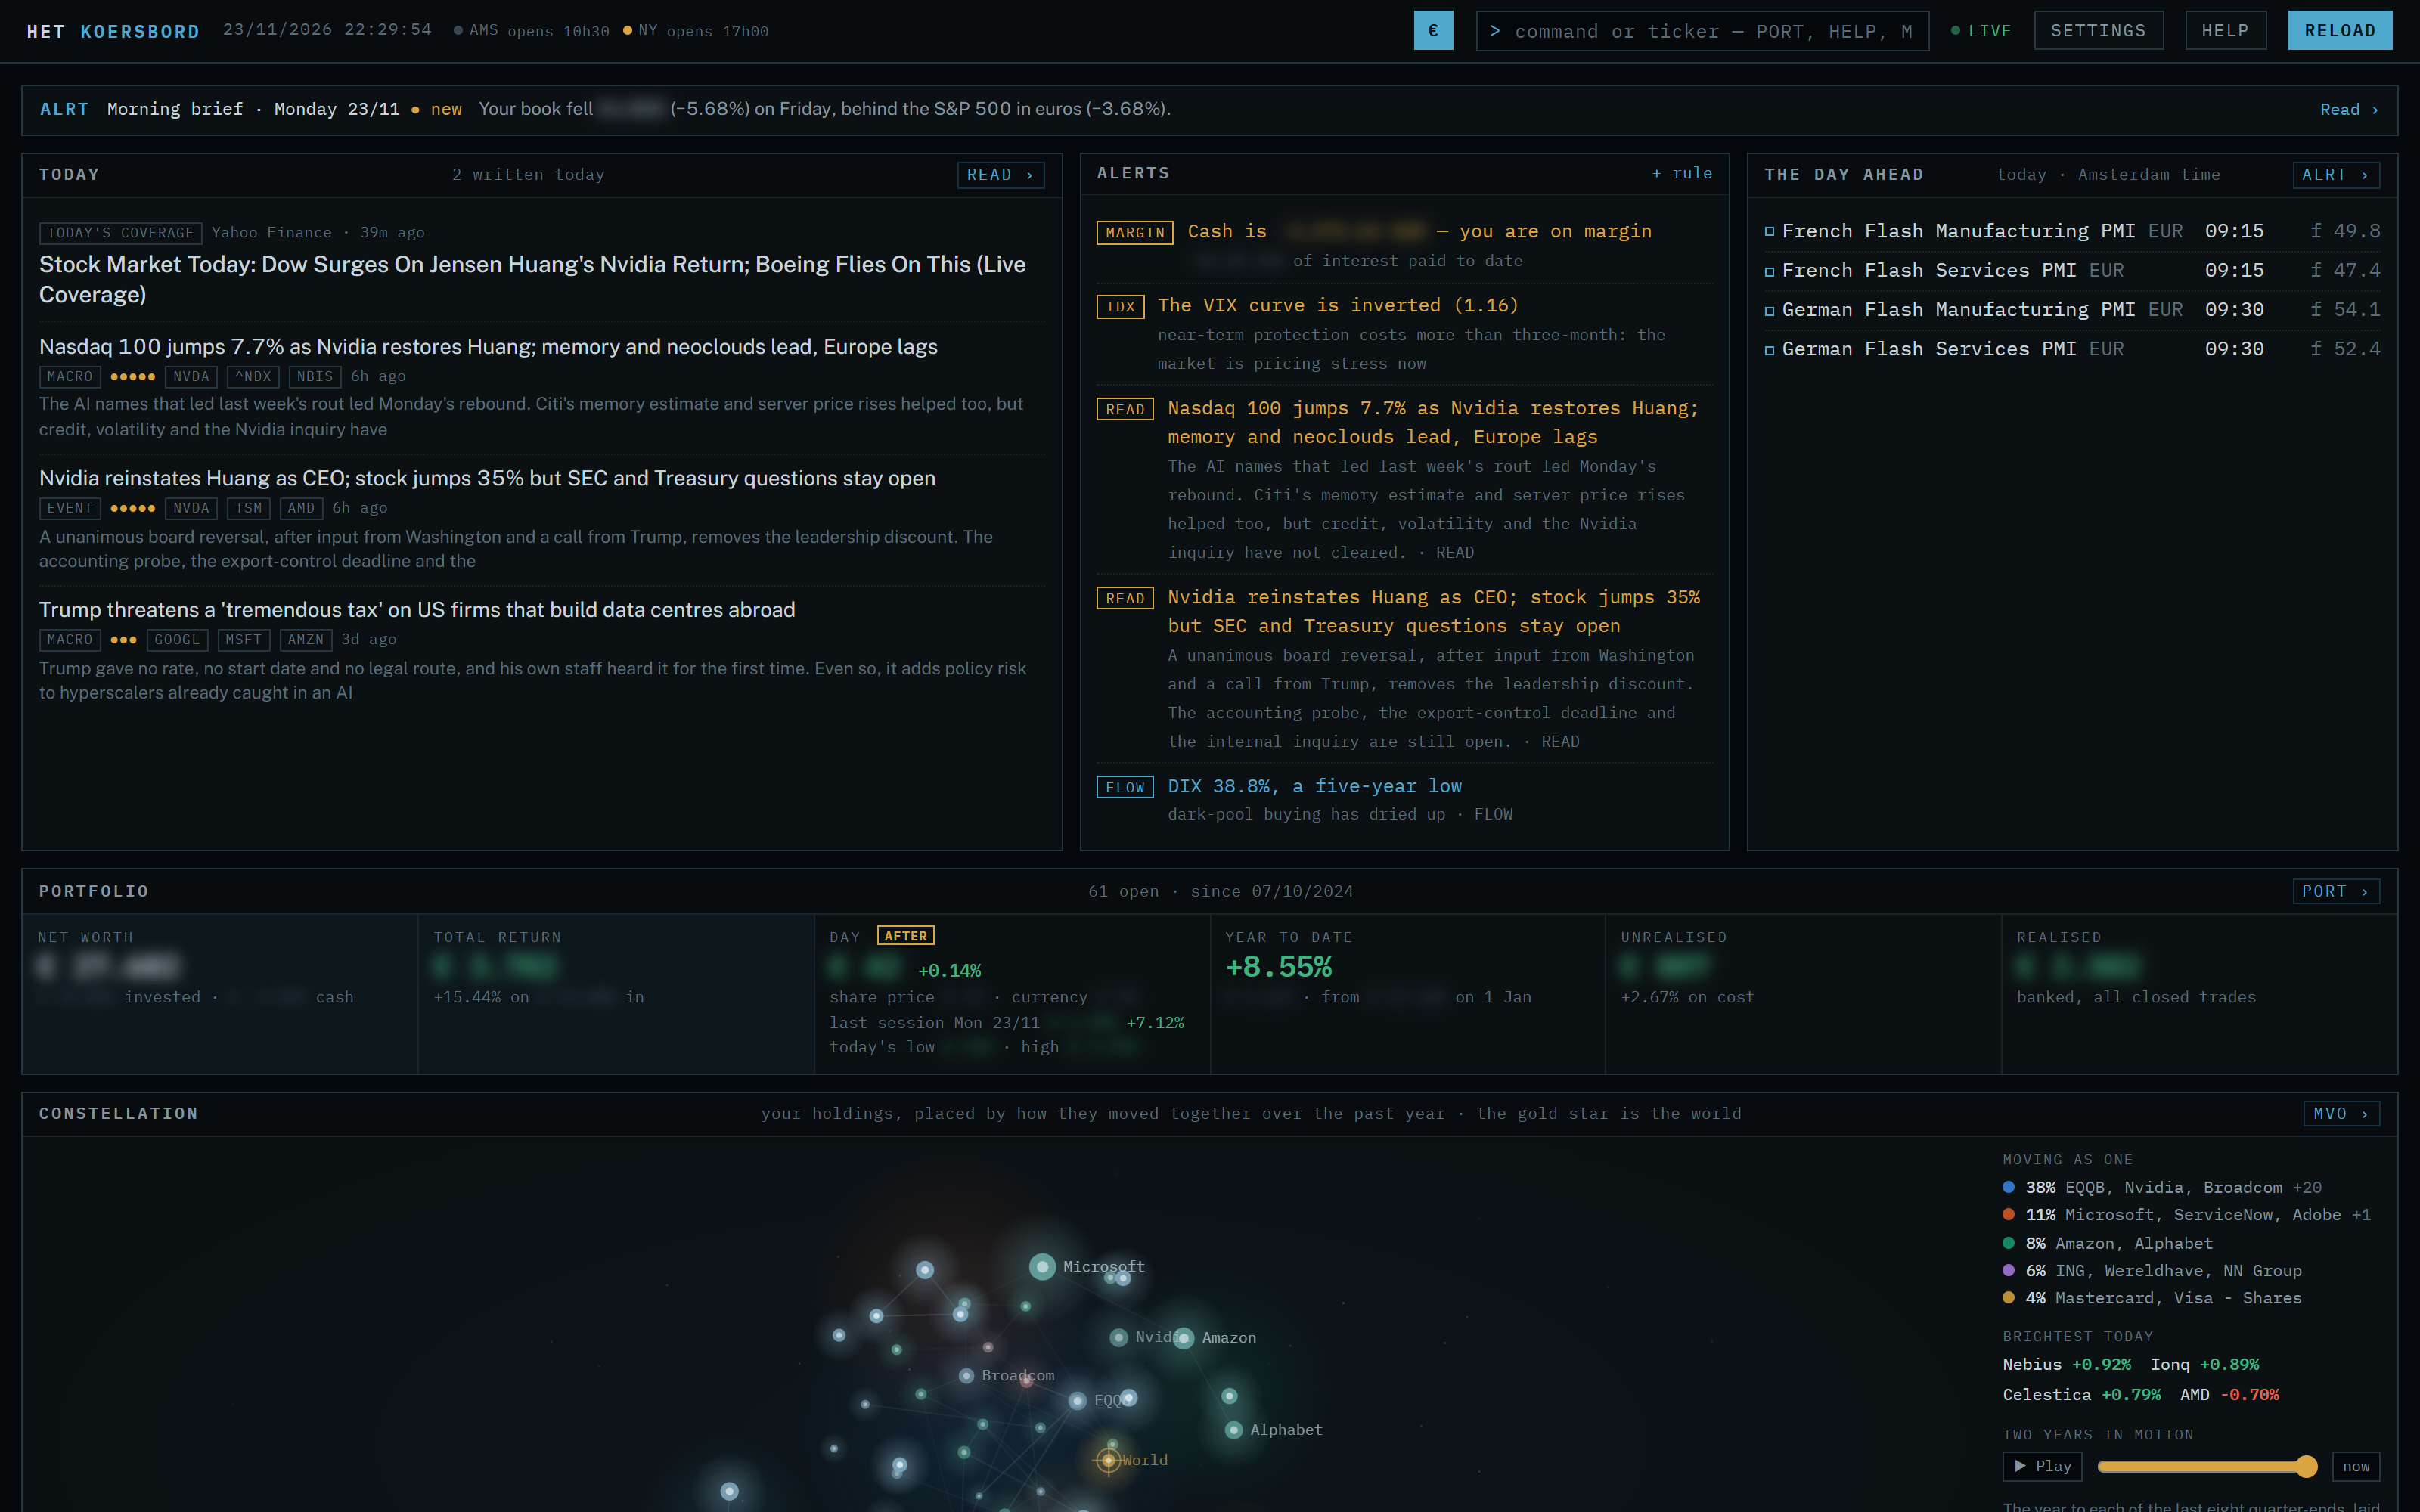 HET KOERSBORD 23/11/2026 22:29:54 AMS opens 10h30 NY opens 17h00 € > command or ticker — PORT, HELP, M LIVE SETTINGS HELP RELOAD
ALRT Morning brief · Monday 23/11 • new Your book fell (−5.68%) on Friday, behind the S&P 500 in euros (−3.68%). Read ›
TODAY 2 written today READ ›
TODAY'S COVERAGE Yahoo Finance · 39m ago
Stock Market Today: Dow Surges On Jensen Huang's Nvidia Return; Boeing Flies On This (Live
Coverage)
Nasdaq 100 jumps 7.7% as Nvidia restores Huang; memory and neoclouds lead, Europe lags
MACRO ●●●●● NVDA ^NDX NBIS 6h ago
The AI names that led last week's rout led Monday's rebound. Citi's memory estimate and server price rises helped too, but
credit, volatility and the Nvidia inquiry have
Nvidia reinstates Huang as CEO; stock jumps 35% but SEC and Treasury questions stay open
EVENT ●●●●● NVDA TSM AMD 6h ago
A unanimous board reversal, after input from Washington and a call from Trump, removes the leadership discount. The
accounting probe, the export-control deadline and the
Trump threatens a 'tremendous tax' on US firms that build data centres abroad
MACRO ●●● GOOGL MSFT AMZN 3d ago
Trump gave no rate, no start date and no legal route, and his own staff heard it for the first time. Even so, it adds policy risk
to hyperscalers already caught in an AI
ALERTS + rule
MARGIN Cash is — you are on margin
of interest paid to date
IDX The VIX curve is inverted (1.16)
near-term protection costs more than three-month: the
market is pricing stress now
READ Nasdaq 100 jumps 7.7% as Nvidia restores Huang;
memory and neoclouds lead, Europe lags
The AI names that led last week's rout led Monday's
rebound. Citi's memory estimate and server price rises
helped too, but credit, volatility and the Nvidia
inquiry have not cleared. · READ
READ Nvidia reinstates Huang as CEO; stock jumps 35%
but SEC and Treasury questions stay open
A unanimous board reversal, after input from Washington
and a call from Trump, removes the leadership discount.
The accounting probe, the export-control deadline and
the internal inquiry are still open. · READ
FLOW DIX 38.8%, a five-year low
dark-pool buying has dried up · FLOW
THE DAY AHEAD today · Amsterdam time ALRT ›
French Flash Manufacturing PMI EUR 09:15 f 49.8
French Flash Services PMI EUR 09:15 f 47.4
German Flash Manufacturing PMI EUR 09:30 f 54.1
German Flash Services PMI EUR 09:30 f 52.4
PORTFOLIO 61 open · since 07/10/2024 PORT ›
NET WORTH
invested · cash
TOTAL RETURN
+15.44% on in
DAY AFTER
+0.14%
share price · currency
last session Mon 23/11 +7.12%
today's low · high
YEAR TO DATE
+8.55%
· from on 1 Jan
UNREALISED
+2.67% on cost
REALISED
banked, all closed trades
CONSTELLATION your holdings, placed by how they moved together over the past year · the gold star is the world MVO ›
Microsoft
Amazon
Broadcom
EQQB
Alphabet
World
MOVING AS ONE
38% EQQB, Nvidia, Broadcom +20
11% Microsoft, ServiceNow, Adobe +1
8% Amazon, Alphabet
6% ING, Wereldhave, NN Group
4% Mastercard, Visa - Shares
BRIGHTEST TODAY
Nebius +0.92% Ionq +0.89%
Celestica +0.79% AMD -0.70%
TWO YEARS IN MOTION
▶ Play now
The year to each of the last eight quarter-ends, laid